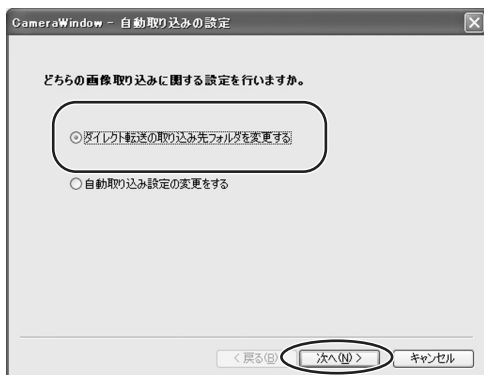 CameraWindow - 自動取り込みの設定
どちらの画像取り込みに関する設定を行いますか。
ダイレクト転送の取り込み先フォルダを変更する
自動取り込み設定の変更をする
< 戻る(B)
次へ(N) >
キャンセル